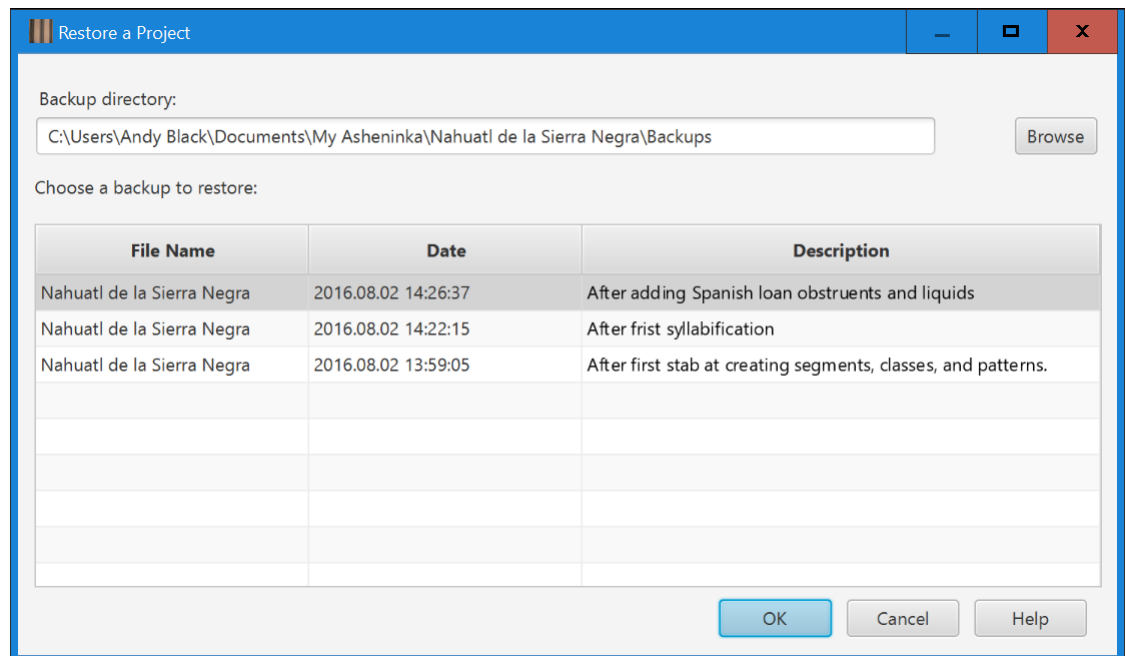 Restore a Project
X
Backup directory:
C:\Users\Andy Black\Documents\My Asheninka\Nahuatl de la Sierra Negra\Backups Browse
Choose a backup to restore:
File Name Date Description
Nahuatl de la Sierra Negra 2016.08.02 14:26:37 After adding Spanish loan obstruents and liquids
Nahuatl de la Sierra Negra 2016.08.02 14:22:15 After frist syllabification
Nahuatl de la Sierra Negra 2016.08.02 13:59:05 After first stab at creating segments, classes, and patterns.
OK Cancel Help